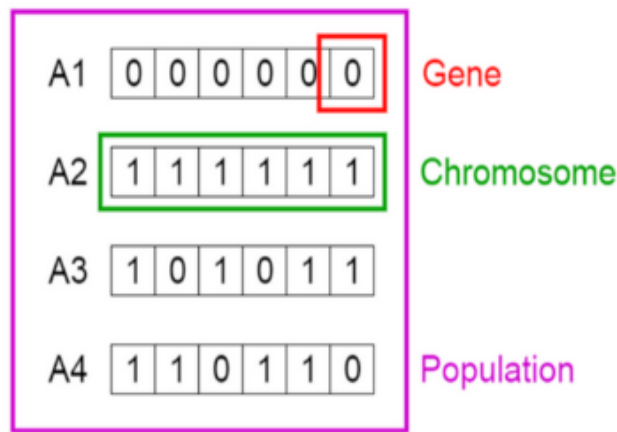 A1 0 0 0 0 0 0 Gene
A2 1 1 1 1 1 1 Chromosome
A3 1 0 1 0 1 1
A4 1 1 0 1 1 0 Population